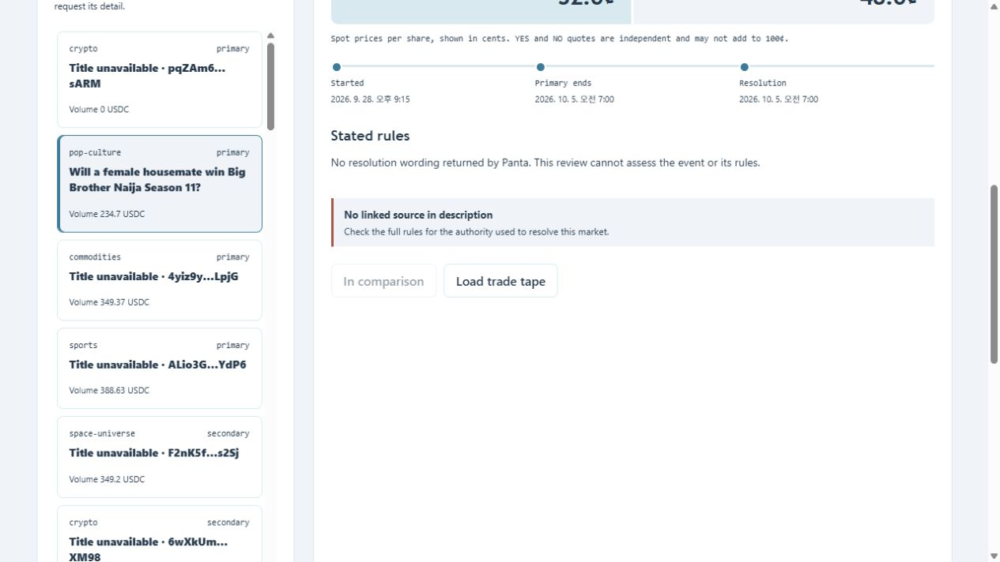 request its detail.
crypto primary
Title unavailable · pqZAm6...
sARM
Volume 0 USDC
pop-culture primary
Will a female housemate win Big
Brother Naija Season 11?
Volume 234.7 USDC
commodities primary
Title unavailable · 4yiz9y...LpjG
Volume 349.37 USDC
sports primary
Title unavailable · ALio3G...YdP6
Volume 388.63 USDC
space-universe secondary
Title unavailable · F2nK5f...s2Sj
Volume 349.2 USDC
crypto secondary
Title unavailable · 6wXkUm...
XM98
Spot prices per share, shown in cents. YES and NO quotes are independent and may not add to 100¢.
Started Primary ends Resolution
2026. 9. 28. 오후 9:15 2026. 10. 5. 오전 7:00 2026. 10. 5. 오전 7:00
Stated rules
No resolution wording returned by Panta. This review cannot assess the event or its rules.
No linked source in description
Check the full rules for the authority used to resolve this market.
In comparison Load trade tape